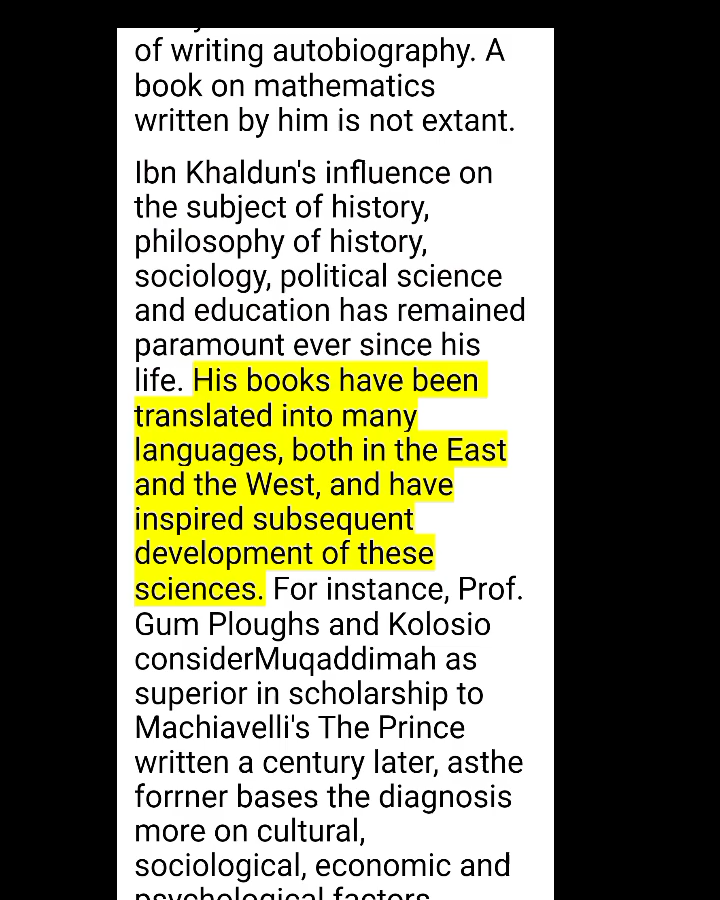 of writing autobiography. A
book on mathematics
written by him is not extant.
Ibn Khaldun's influence on
the subject of history,
philosophy of history,
sociology, political science
and education has remained
paramount ever since his
life. His books have been
translated into many
languages, both in the East
and the West, and have
inspired subsequent
development of these
sciences. For instance, Prof.
Gum Ploughs and Kolosio
considerMuqaddimah as
superior in scholarship to
Machiavelli's The Prince
written a century later, asthe
forrner bases the diagnosis
more on cultural,
sociological, economic and
psychological factors